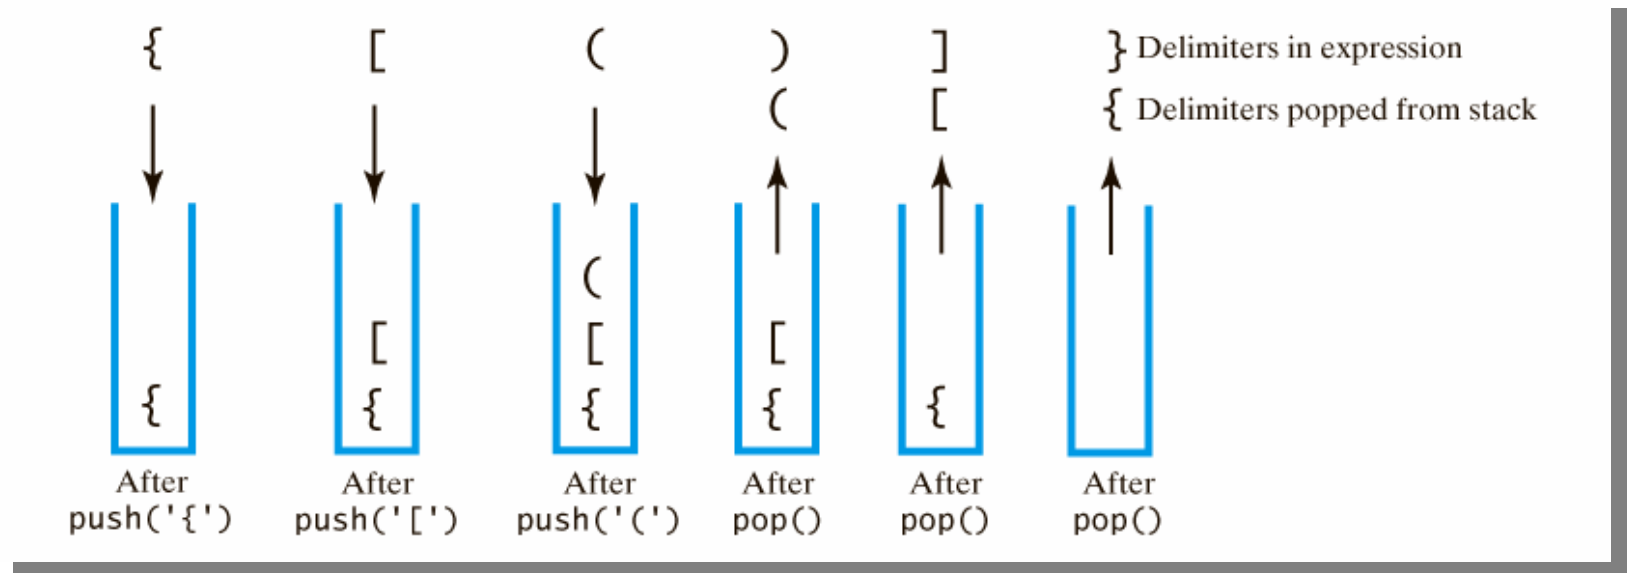 { [ ( ) ] } Delimiters in expression
( [ { Delimiters popped from stack
(
[ [ [
{ { { { {
After After After After After After
push('{') push('[') push('(') pop() pop() pop()